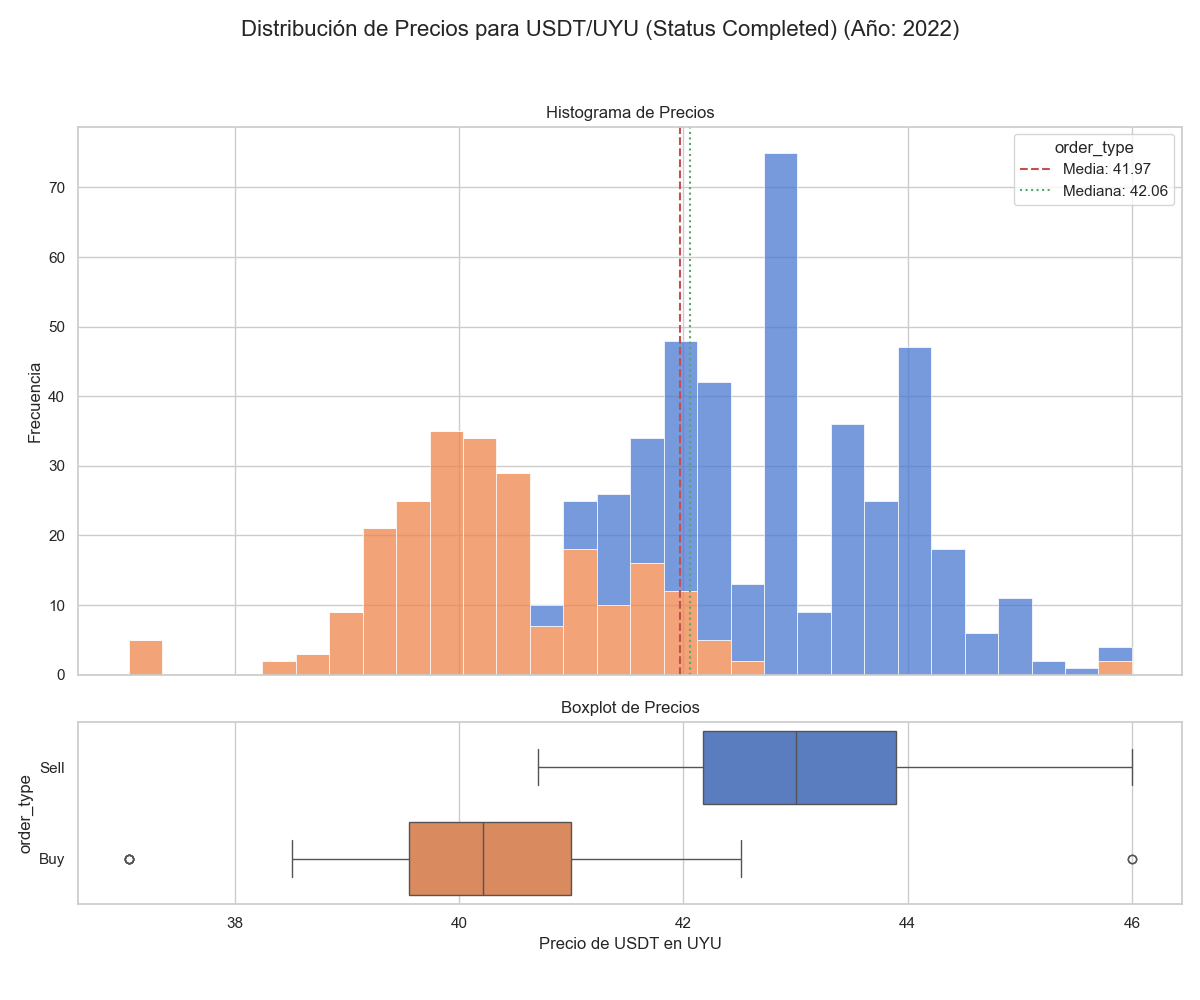 Distribución de Precios para USDT/UYU (Status Completed) (Año: 2022)
Histograma de Precios
order_type
Media: 41.97
Mediana: 42.06
Frecuencia
70
60
50
40
30
20
10
0
Boxplot de Precios
order_type
Sell
Buy
38
40
42
44
46
Precio de USDT en UYU